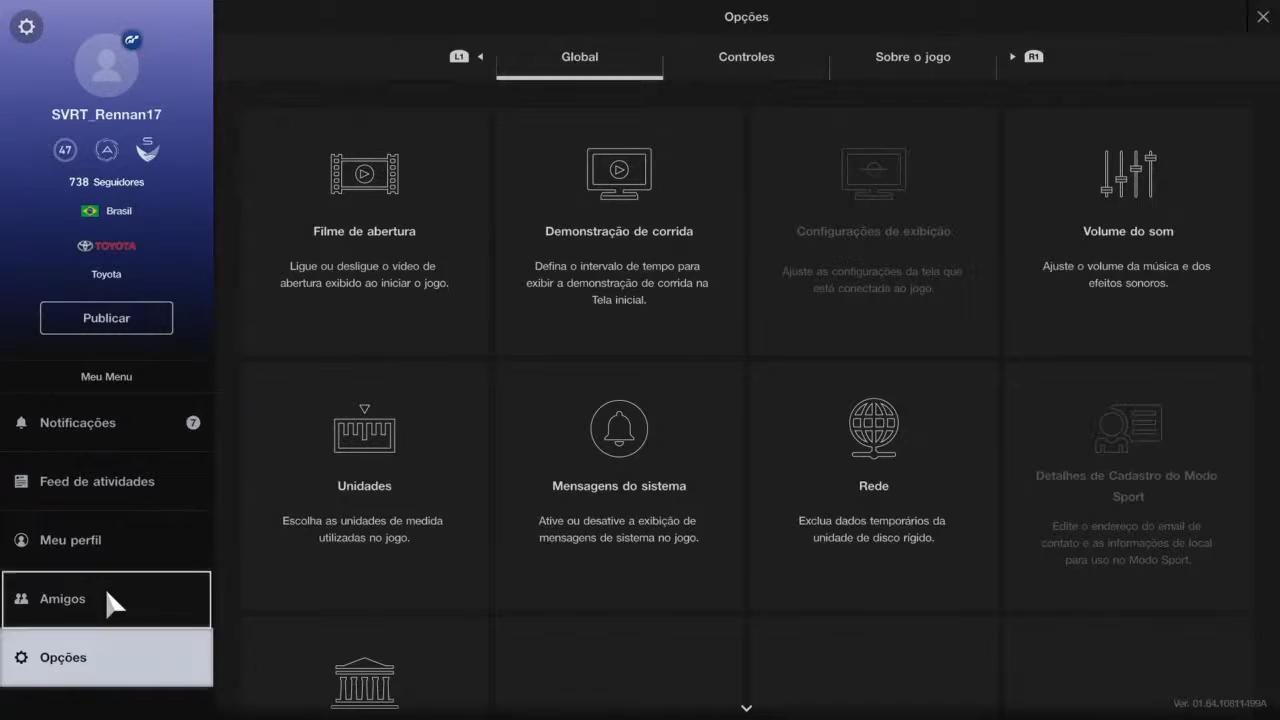 Opções
L1
Global
Controles
Sobre o jogo
R1
SVRT_Rennan17
47
A
S
738 Seguidores
Brasil
TOYOTA
Toyota
Publicar
Meu Menu
Notificações
7
Feed de atividades
Meu perfil
Amigos
Opções
Filme de abertura
Ligue ou desligue o vídeo de
abertura exibido ao iniciar o jogo.
Demonstração de corrida
Defina o intervalo de tempo para
exibir a demonstração de corrida na
Tela inicial.
Configurações de exibição
Ajuste as configurações da tela que
está conectada ao jogo.
Volume do som
Ajuste o volume da música e dos
efeitos sonoros.
Unidades
Escolha as unidades de medida
utilizadas no jogo.
Mensagens do sistema
Ative ou desative a exibição de
mensagens de sistema no jogo.
Rede
Exclua dados temporários da
unidade de disco rígido.
Detalhes de Cadastro do Modo
Sport
Edite o endereço do email de
contato e as informações de local
para uso no Modo Sport.
Ver. 01.64.10811499A